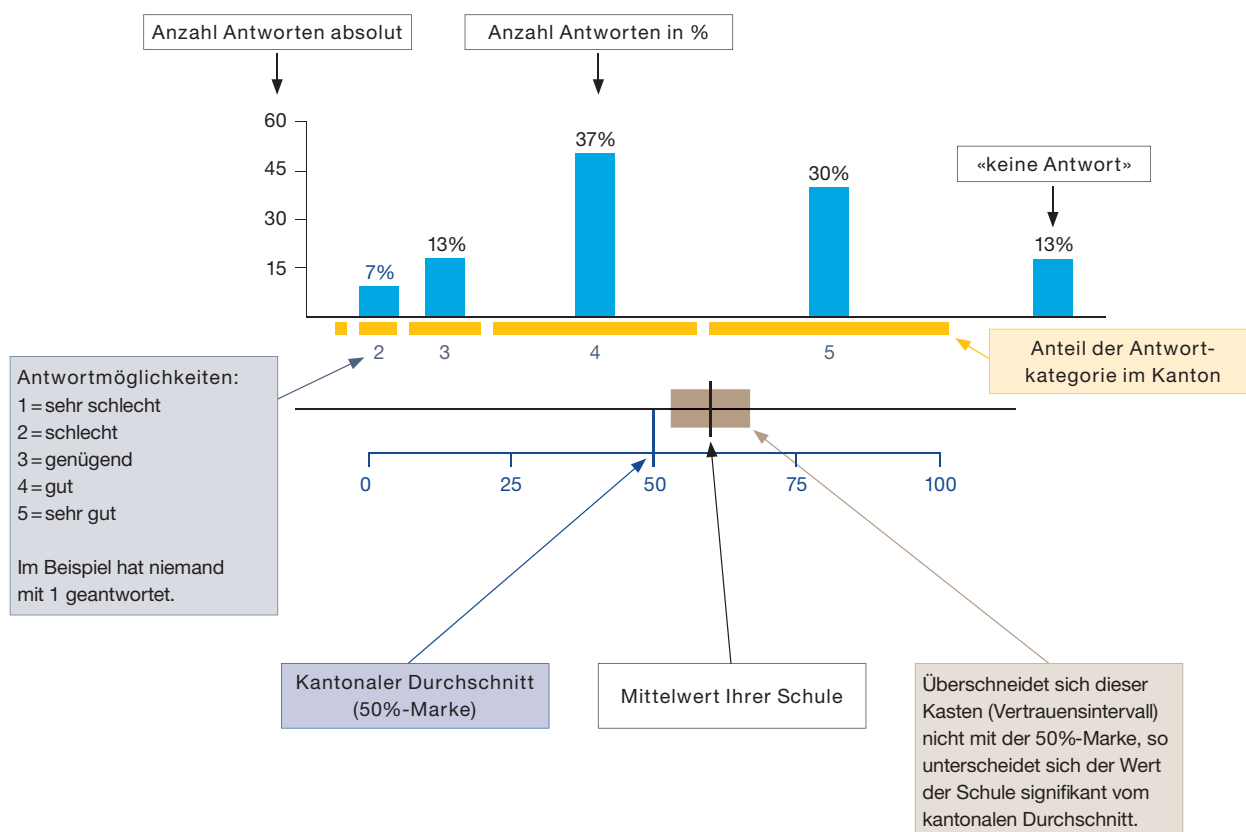 Anzahl Antworten absolut
Anzahl Antworten in %
60
45
30
15
7%
13%
37%
30%
«keine Antwort»
13%
2
3
4
5
Anteil der Antwort-
kategorie im Kanton
Antwortmöglichkeiten:
1=sehr schlecht
2=schlecht
3=genügend
4=gut
5=sehr gut
Im Beispiel hat niemand
mit 1 geantwortet.
0
25
50
75
100
Kantonaler Durchschnitt
(50%-Marke)
Mittelwert Ihrer Schule
Überschneidet sich dieser
Kasten (Vertrauensintervall)
nicht mit der 50%-Marke, so
unterscheidet sich der Wert
der Schule signifikant vom
kantonalen Durchschnitt.